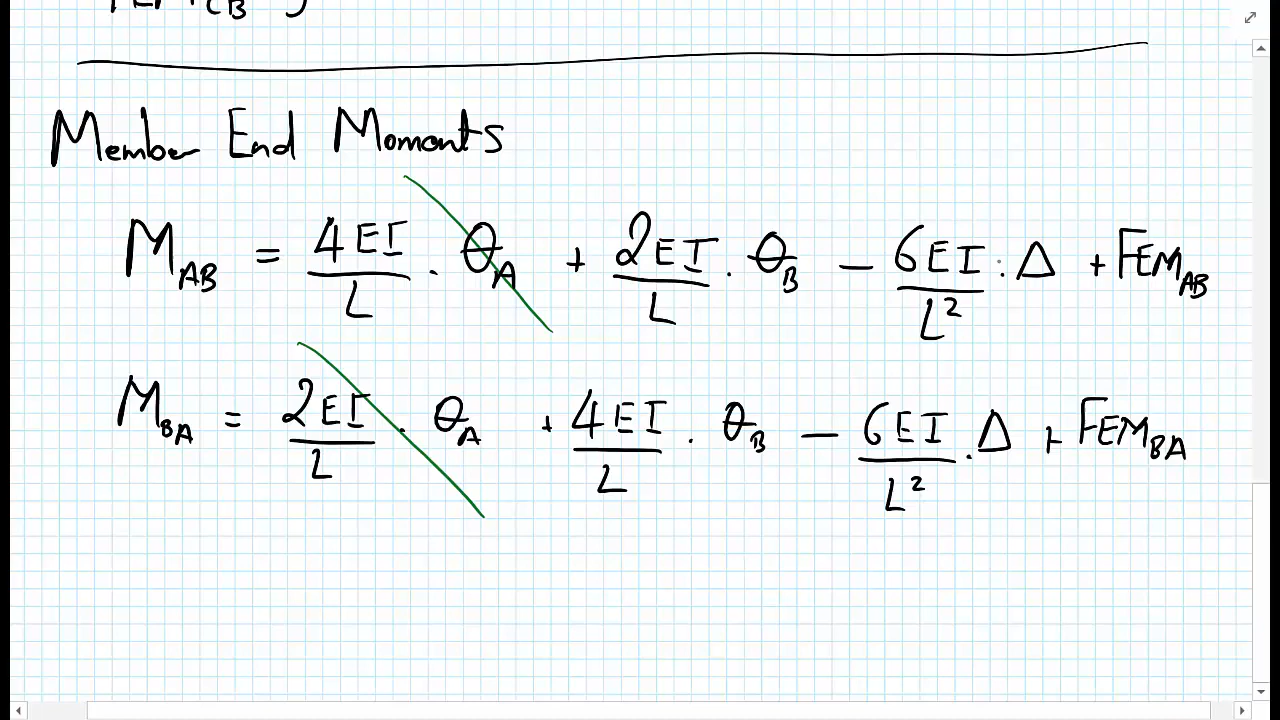 Member End Moments
M_AB = 4EI/L · θ_A + 2EI/L · θ_B − 6EI/L² · Δ + FEM_AB
M_BA = 2EI/L · θ_A + 4EI/L · θ_B − 6EI/L² · Δ + FEM_BA